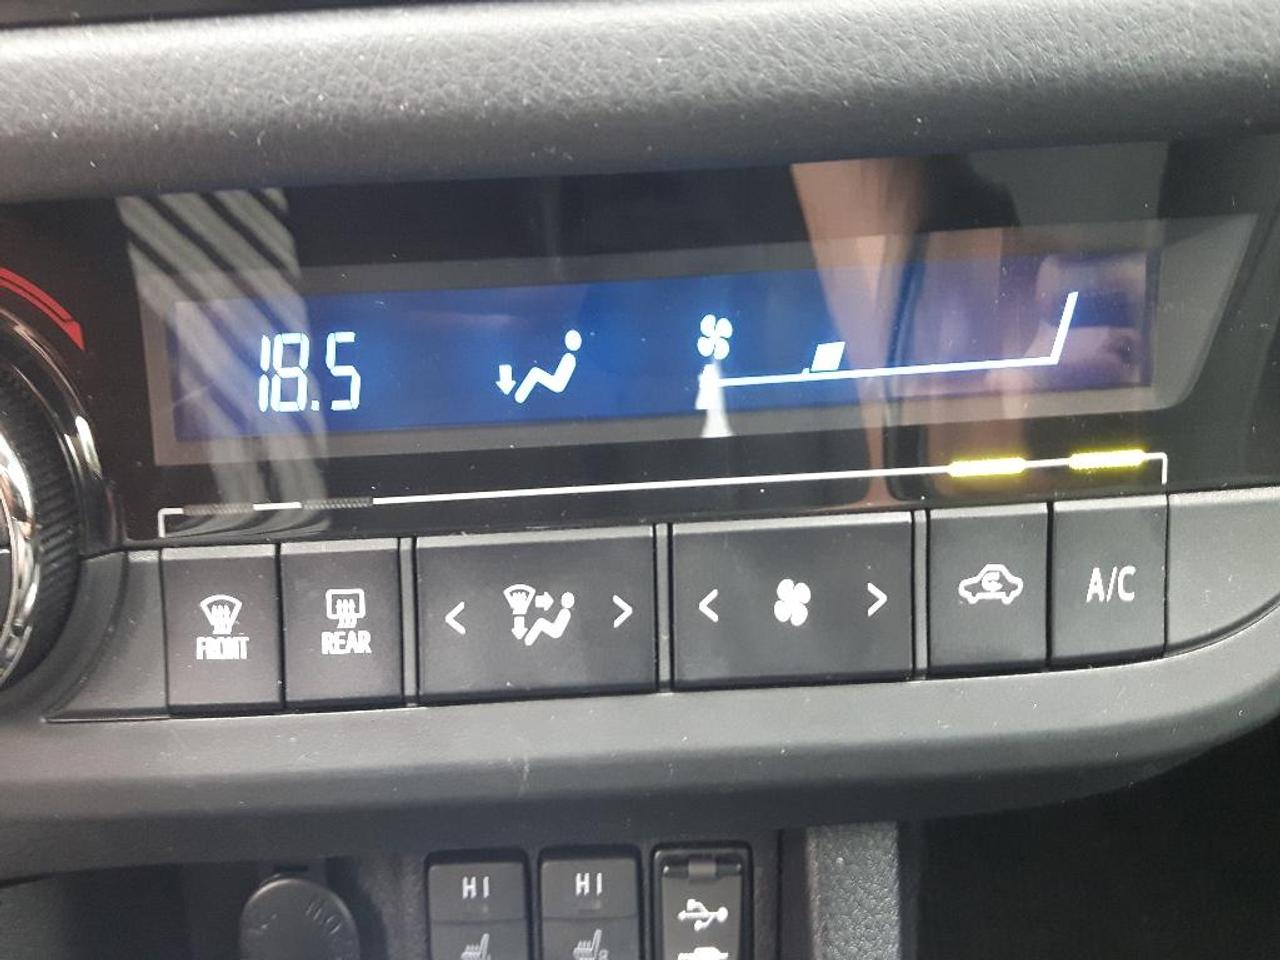 18.5
FRONT
REAR
< >
< >
A/C
HI
HI